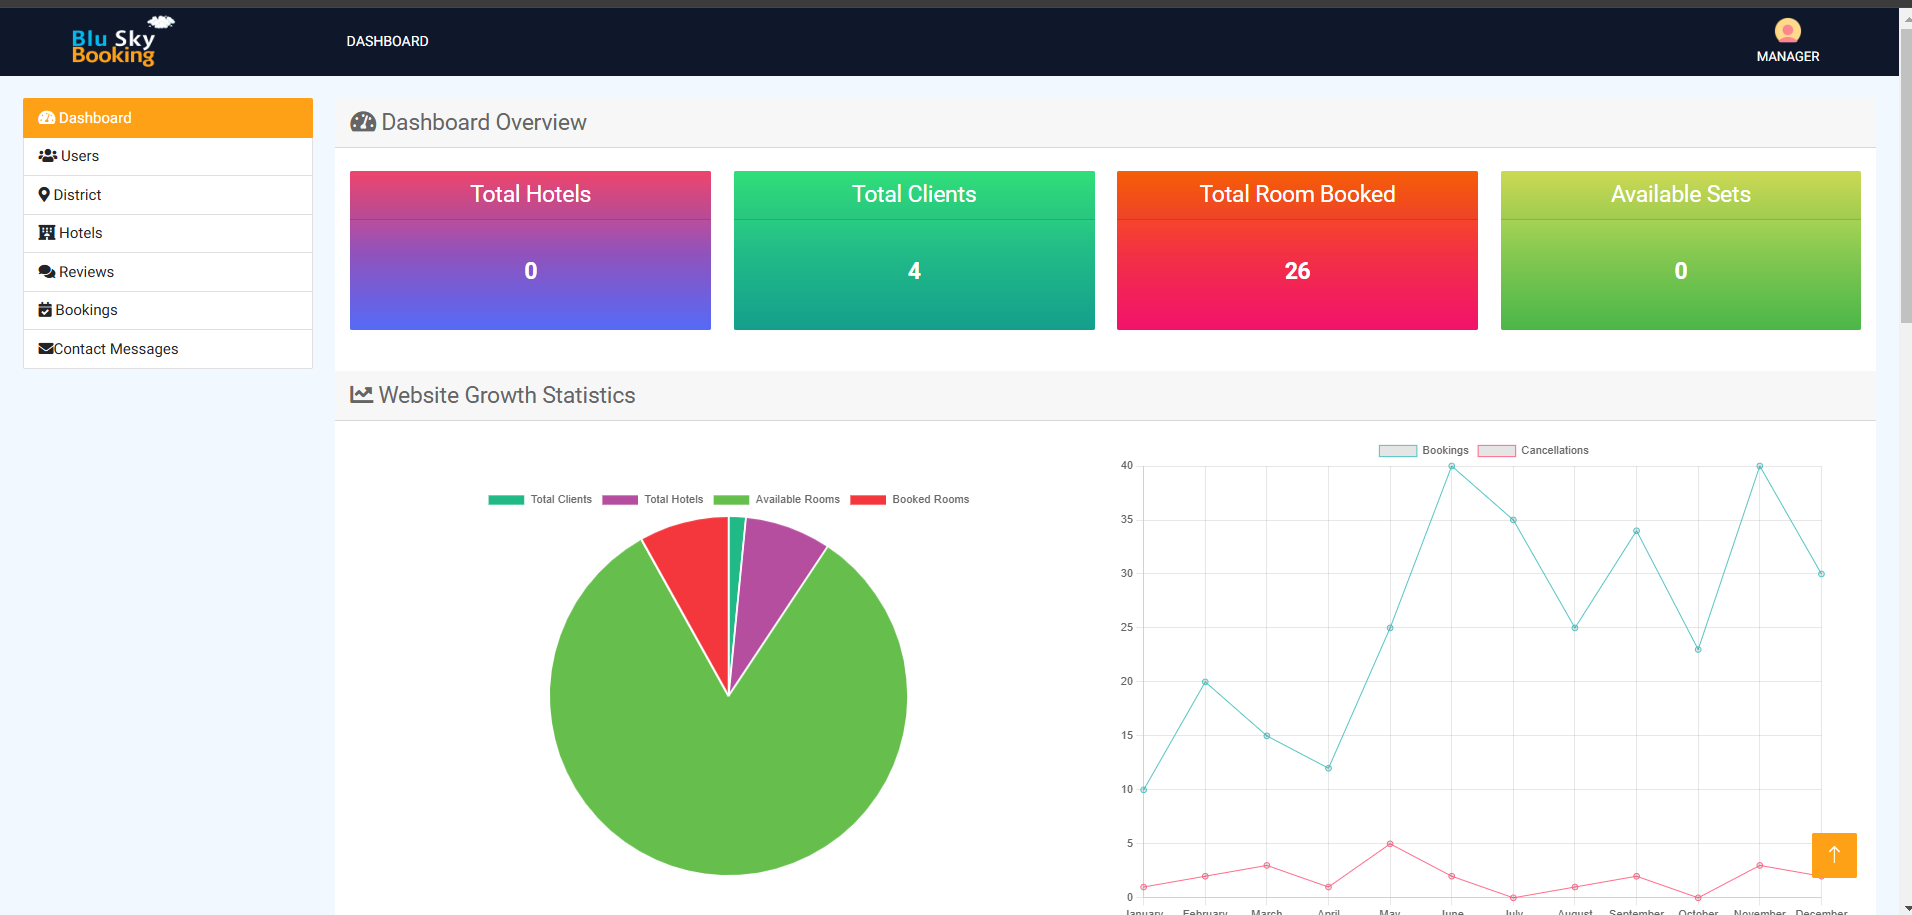 Blu Sky
Booking
DASHBOARD
MANAGER
Dashboard
Users
District
Hotels
Reviews
Bookings
Contact Messages
Dashboard Overview
Total Hotels
0
Total Clients
4
Total Room Booked
26
Available Sets
0
Website Growth Statistics
Total Clients Total Hotels Available Rooms Booked Rooms
Bookings Cancellations
40
35
30
25
20
15
10
5
0
January February March April May June July August September October November December